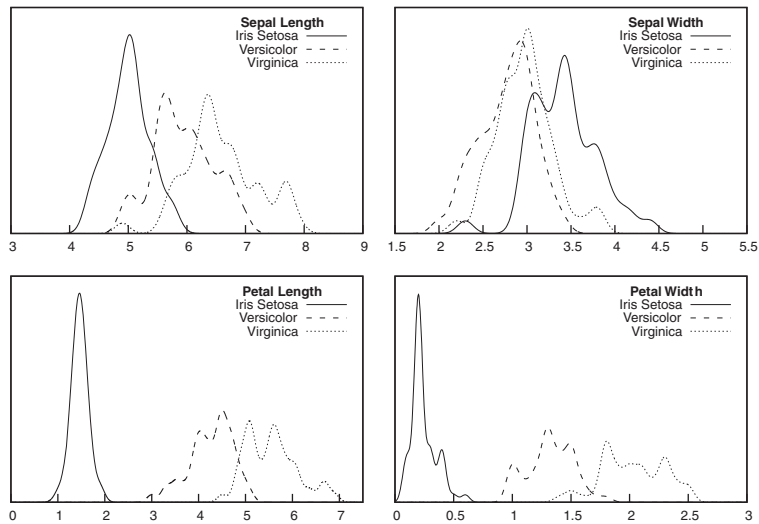 Sepal Length
Iris Setosa
Versicolor
Virginica
3 4 5 6 7 8 9
Sepal Width
Iris Setosa
Versicolor
Virginica
1.5 2 2.5 3 3.5 4 4.5 5 5.5
Petal Length
Iris Setosa
Versicolor
Virginica
0 1 2 3 4 5 6 7
Petal Width
Iris Setosa
Versicolor
Virginica
0 0.5 1 1.5 2 2.5 3